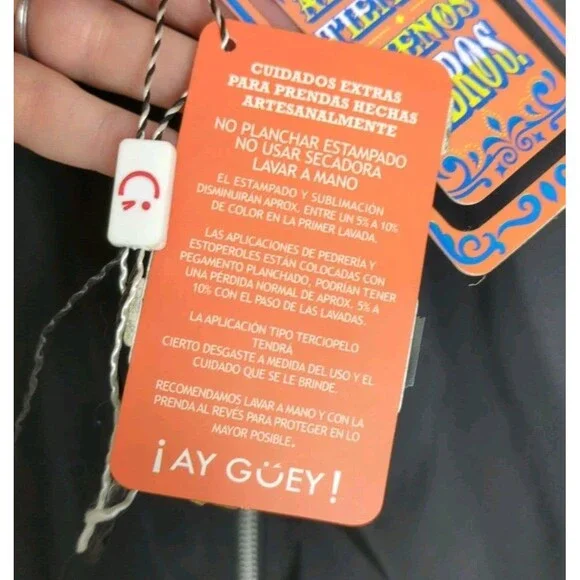 CUIDADOS EXTRAS
PARA PRENDAS HECHAS
ARTESANALMENTE
NO PLANCHAR ESTAMPADO
NO USAR SECADORA
LAVAR A MANO
EL ESTAMPADO Y SUBLIMACIÓN
DISMINUIRÁN APROX. ENTRE UN 5% A 10%
DE COLOR EN LA PRIMER LAVADA.
LAS APLICACIONES DE PEDRERÍA Y
ESTOPEROLES ESTÁN COLOCADAS CON
PEGAMENTO PLANCHADO, PODRÍAN TENER
UNA PÉRDIDA NORMAL DE APROX. 5% A
10% CON EL PASO DE LAS LAVADAS.
LA APLICACIÓN TIPO TERCIOPELO
TENDRÁ
CIERTO DESGASTE A MEDIDA DEL USO Y EL
CUIDADO QUE SE LE BRINDE.
RECOMENDAMOS LAVAR A MANO Y CON LA
PRENDA AL REVÉS PARA PROTEGER EN LO
MAYOR POSIBLE.
¡AY GÜEY!
TIEN
MENOS
BROS.